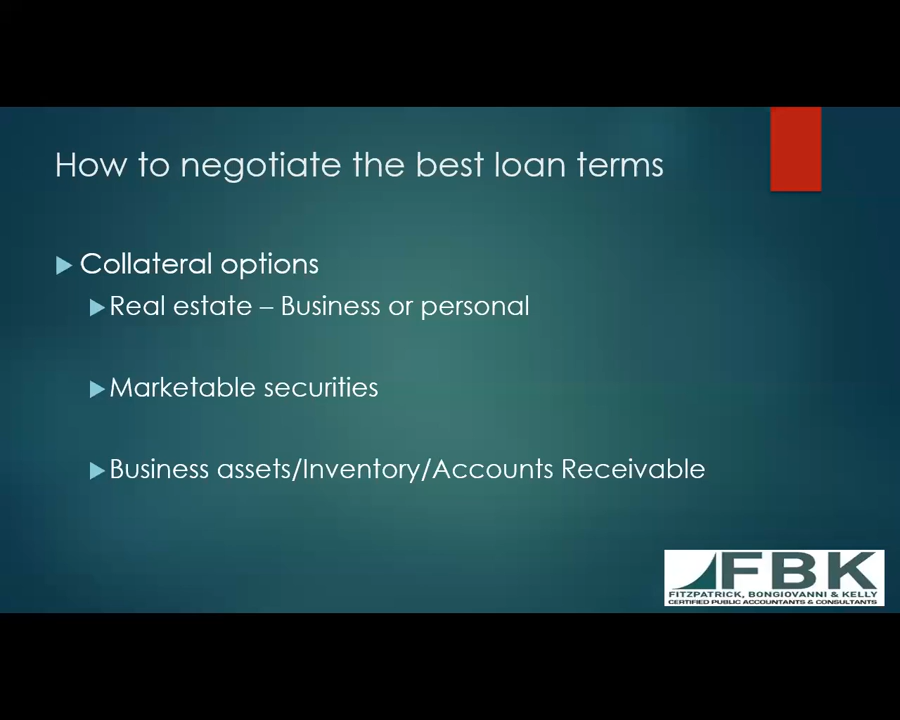 How to negotiate the best loan terms
Collateral options
Real estate – Business or personal
Marketable securities
Business assets/Inventory/Accounts Receivable
FBK
FITZPATRICK, BONGIOVANNI & KELLY
CERTIFIED PUBLIC ACCOUNTANTS & CONSULTANTS